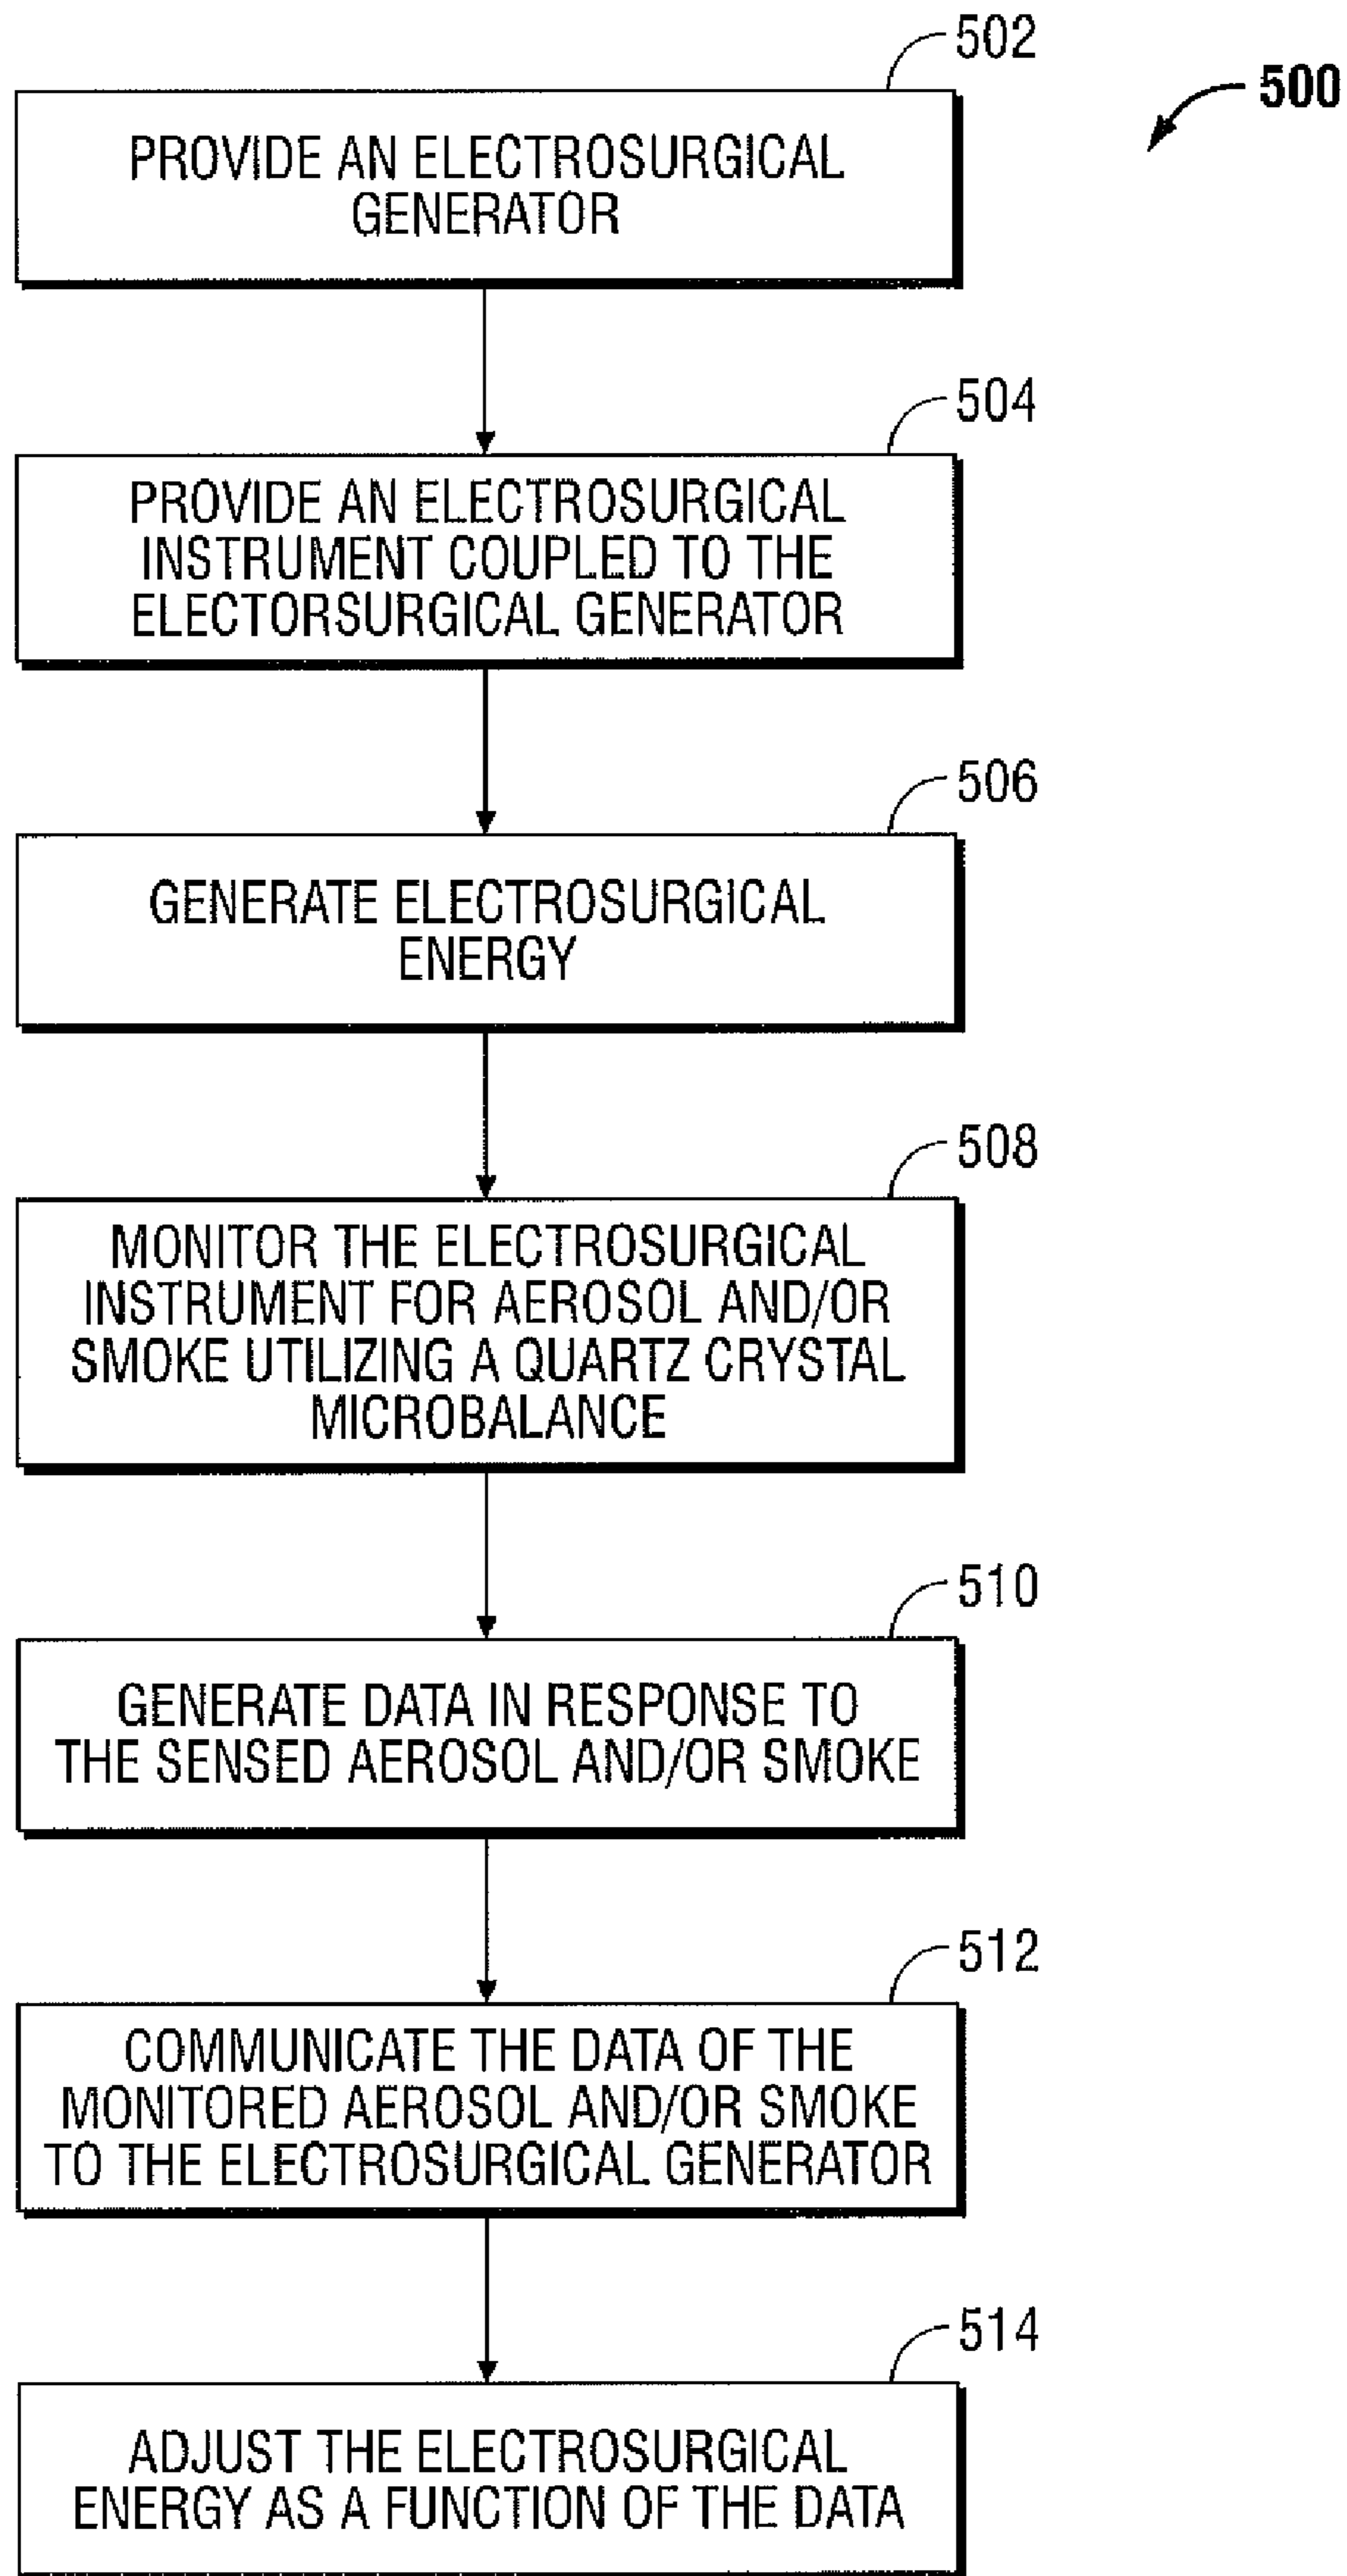 502
500
PROVIDE AN ELECTROSURGICAL
GENERATOR
504
PROVIDE AN ELECTROSURGICAL
INSTRUMENT COUPLED TO THE
ELECTORSURGICAL GENERATOR
506
GENERATE ELECTROSURGICAL
ENERGY
508
MONITOR THE ELECTROSURGICAL
INSTRUMENT FOR AEROSOL AND/OR
SMOKE UTILIZING A QUARTZ CRYSTAL
MICROBALANCE
510
GENERATE DATA IN RESPONSE TO
THE SENSED AEROSOL AND/OR SMOKE
512
COMMUNICATE THE DATA OF THE
MONITORED AEROSOL AND/OR SMOKE
TO THE ELECTROSURGICAL GENERATOR
514
ADJUST THE ELECTROSURGICAL
ENERGY AS A FUNCTION OF THE DATA